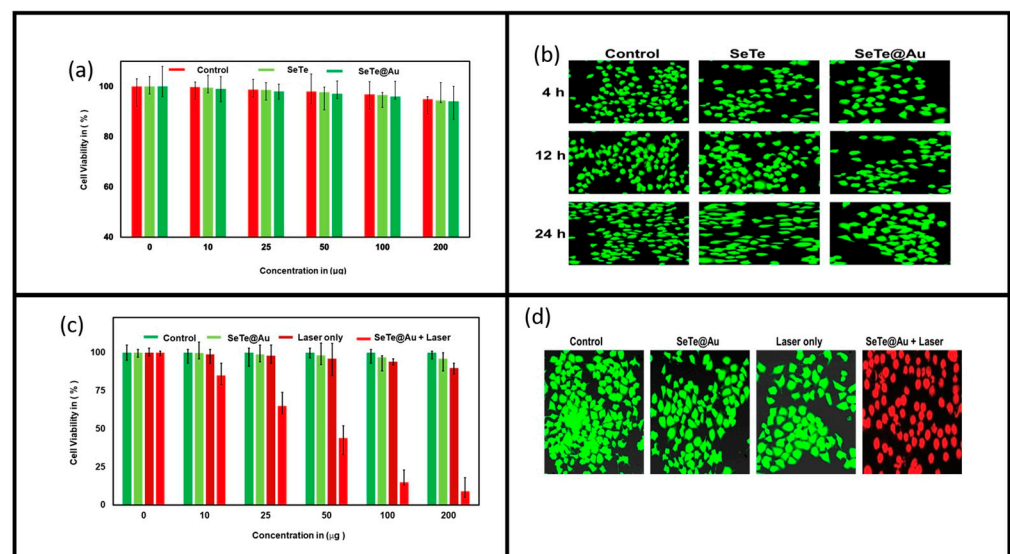 (a)
Control SeTe SeTe@Au
Cell Viability in ( % )
100
80
60
40
0 10 25 50 100 200
Concentration in (µg)
(b)
Control SeTe SeTe@Au
4 h
12 h
24 h
(c)
Control SeTe@Au Laser only SeTe@Au + Laser
Cell Viability in ( % )
100
75
50
25
0
0 10 25 50 100 200
Concentration in (µg)
(d)
Control SeTe@Au Laser only SeTe@Au + Laser